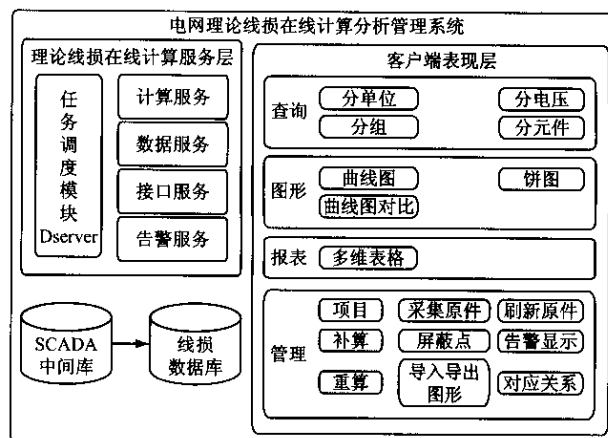 电网理论线损在线计算分析管理系统
理论线损在线计算服务层
任务调度模块
Dserver
计算服务
数据服务
接口服务
告警服务
SCADA
中间库
线损
数据库
客户端表现层
查询
分单位
分电压
分组
分元件
图形
曲线图
饼图
曲线图对比
报表
多维表格
管理
项目
采集原件
刷新原件
补算
屏蔽点
告警显示
重算
导入导出
图形
对应关系